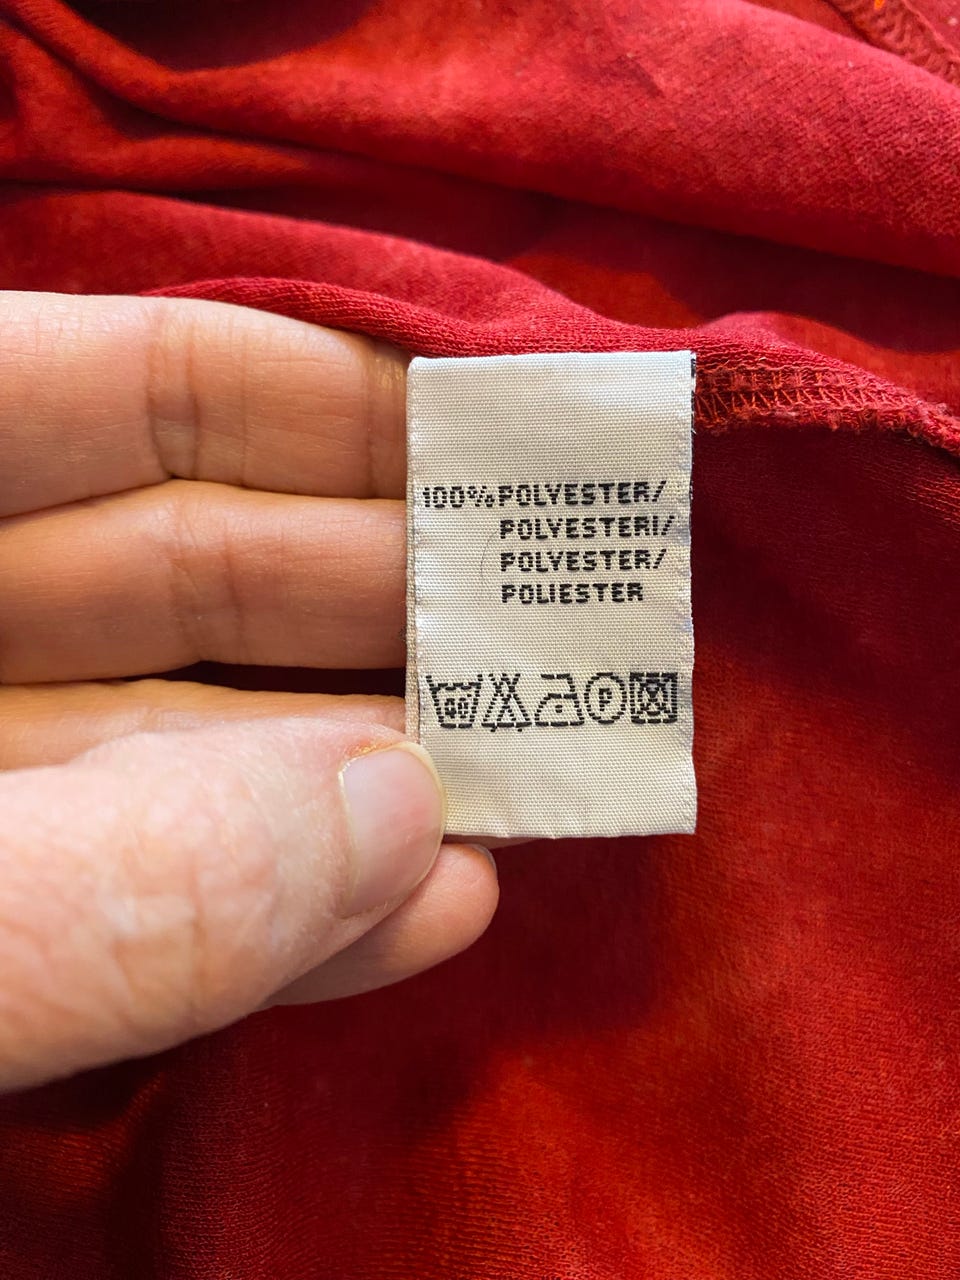 100% POLYESTER/
POLYESTERI/
POLYESTER/
POLIESTER
P